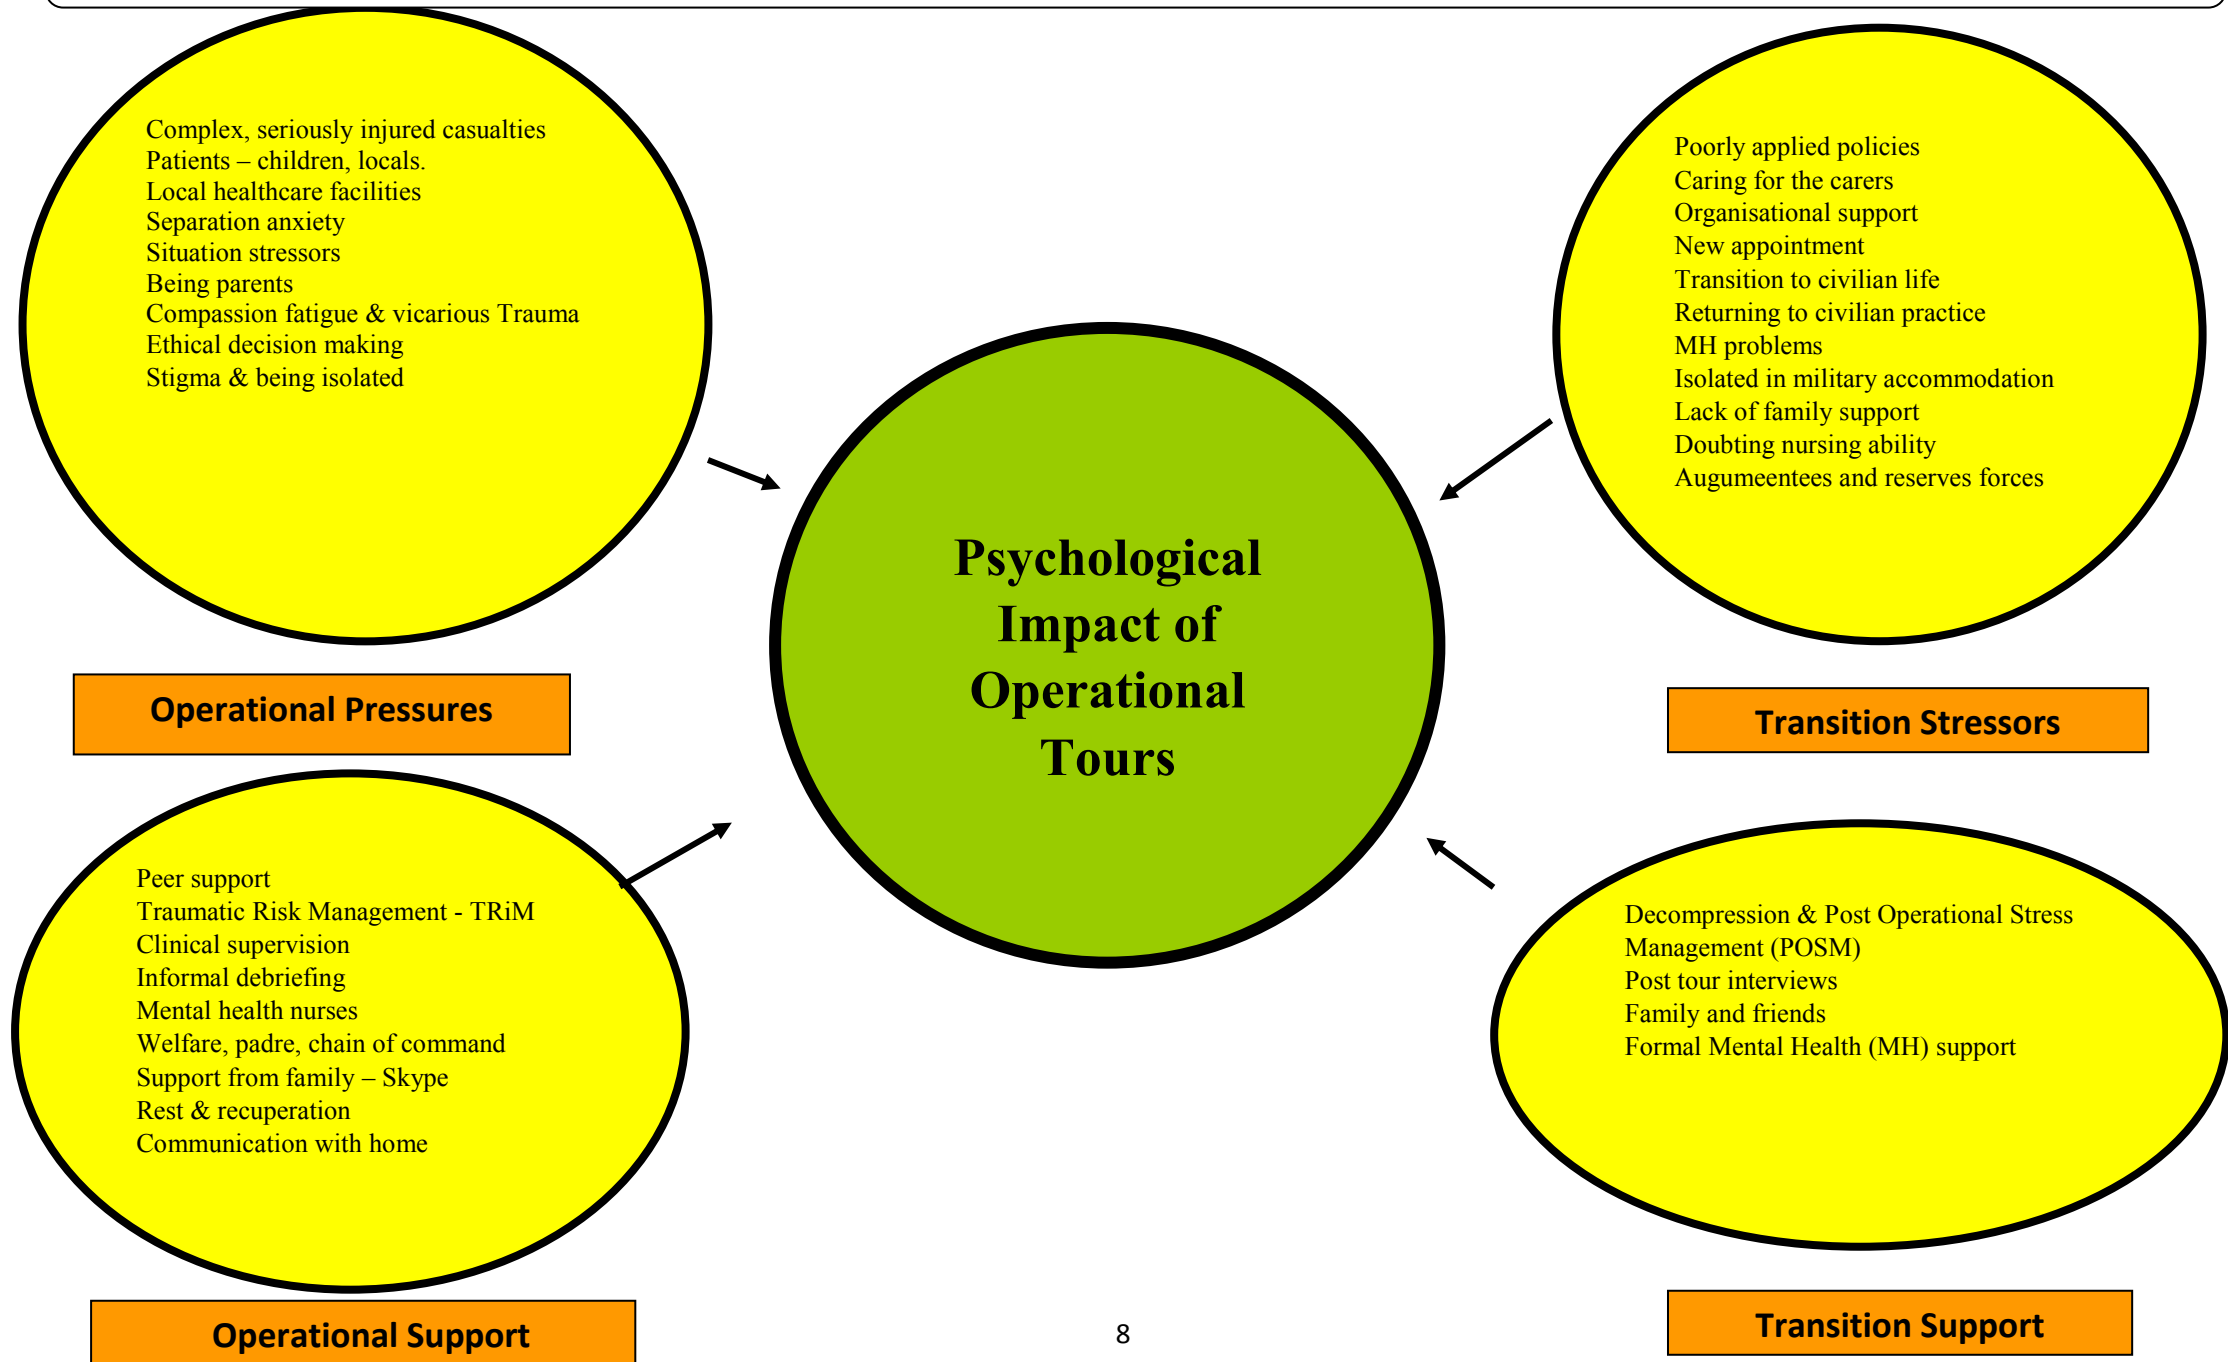 Complex, seriously injured casualties
Patients – children, locals.
Local healthcare facilities
Separation anxiety
Situation stressors
Being parents
Compassion fatigue & vicarious Trauma
Ethical decision making
Stigma & being isolated
Operational Pressures
Poorly applied policies
Caring for the carers
Organisational support
New appointment
Transition to civilian life
Returning to civilian practice
MH problems
Isolated in military accommodation
Lack of family support
Doubting nursing ability
Augumeentees and reserves forces
Transition Stressors
Psychological
Impact of
Operational
Tours
Peer support
Traumatic Risk Management - TRiM
Clinical supervision
Informal debriefing
Mental health nurses
Welfare, padre, chain of command
Support from family – Skype
Rest & recuperation
Communication with home
Operational Support
Decompression & Post Operational Stress
Management (POSM)
Post tour interviews
Family and friends
Formal Mental Health (MH) support
Transition Support
8